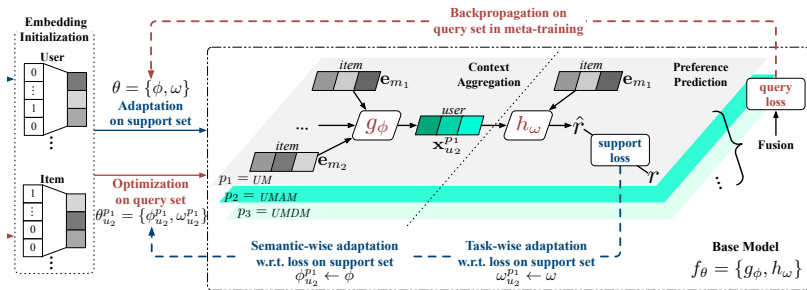 Embedding
Initialization
User
0
⋮
1
0
⋮
Item
1
⋮
0
0
⋮
θ = {ϕ, ω}
Adaptation
on support set
Optimization
on query set
θ_{u_2}^{p_1} = {ϕ_{u_2}^{p_1}, ω_{u_2}^{p_1}}
Backpropagation on
query set in meta-training
item
e_{m_1}
...
item
e_{m_2}
g_ϕ
Context
Aggregation
user
x_{u_2}^{p_1}
h_ω
item
e_{m_1}
Preference
Prediction
r̂
support
loss
r
query
loss
Fusion
⋮
p_1 = UM
p_2 = UMAM
p_3 = UMDM
Semantic-wise adaptation
w.r.t. loss on support set
ϕ_{u_2}^{p_1} ← ϕ
Task-wise adaptation
w.r.t. loss on support set
ω_{u_2}^{p_1} ← ω
Base Model
f_θ = {g_ϕ, h_ω}